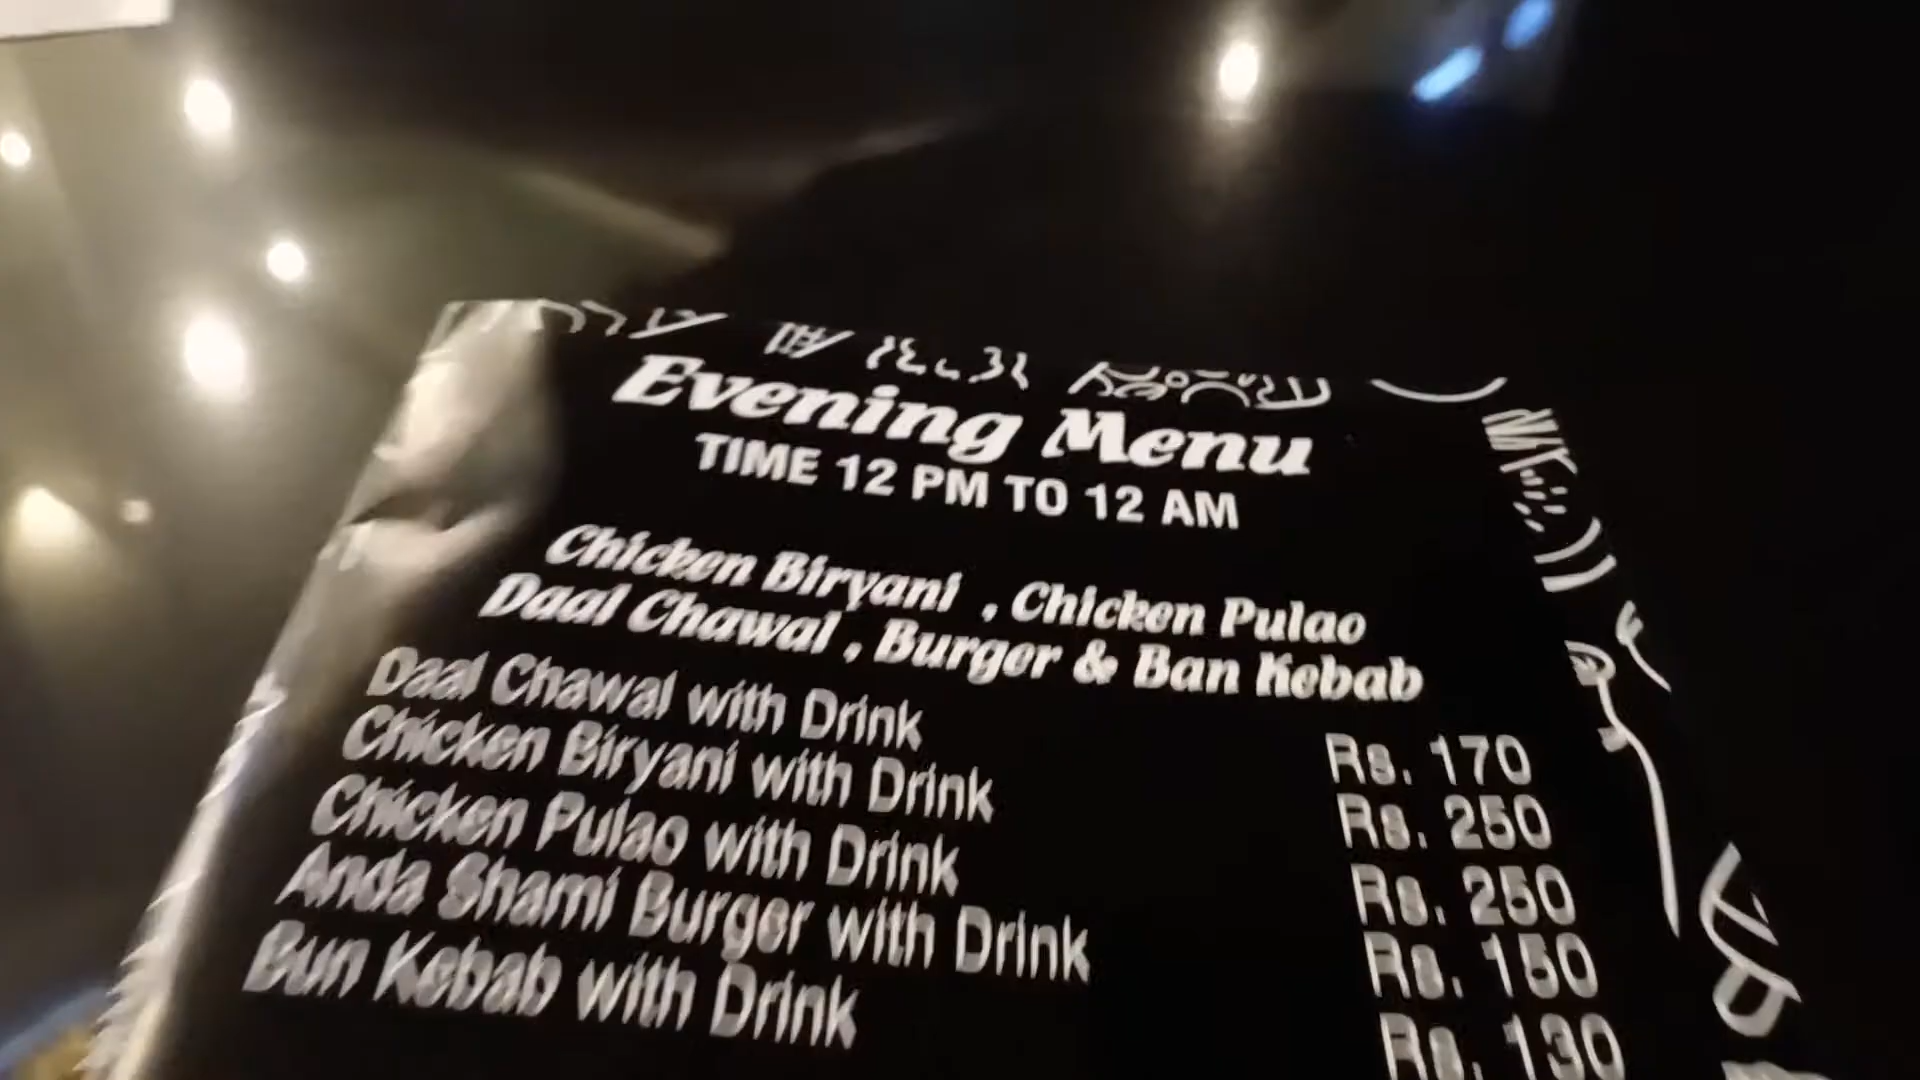 Evening Menu
TIME 12 PM TO 12 AM
Chicken Biryani , Chicken Pulao
Daal Chawal , Burger & Ban Kebab
Daal Chawal with Drink Rs. 170
Chicken Biryani with Drink Rs. 250
Chicken Pulao with Drink Rs. 250
Anda Shami Burger with Drink Rs. 150
Bun Kebab with Drink Rs. 130